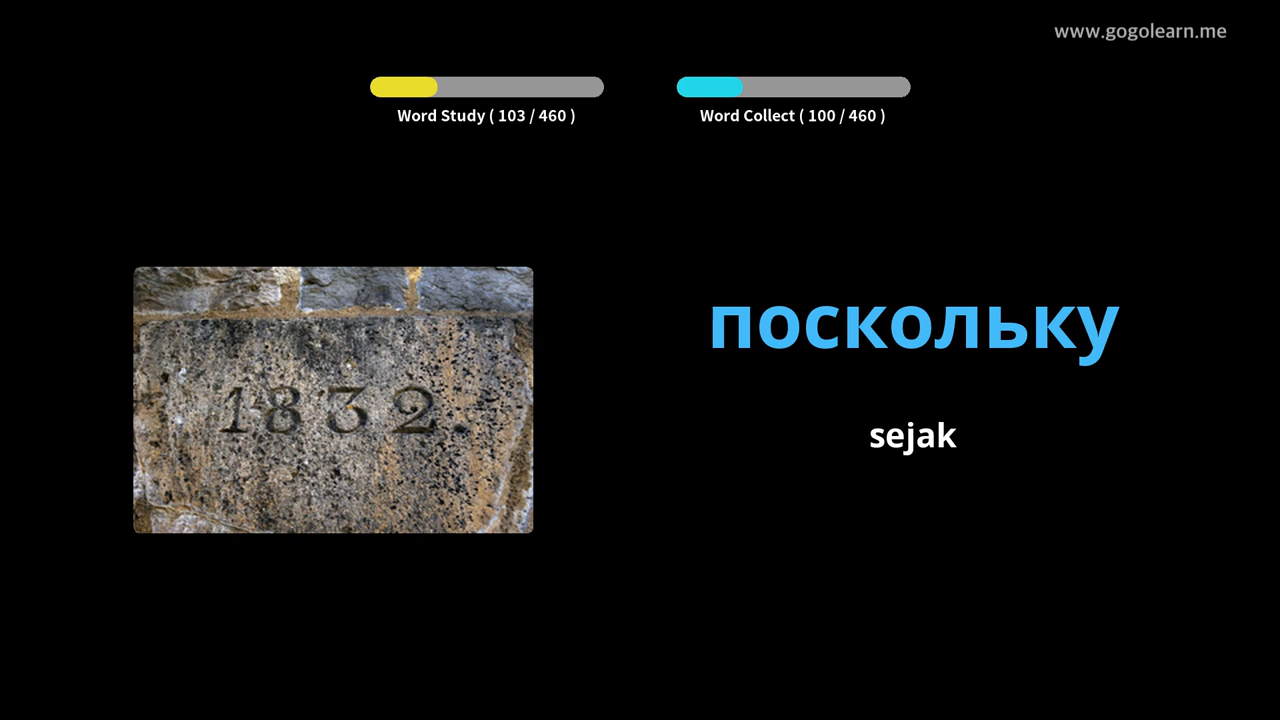 www.gogolearn.me
Word Study ( 103 / 460 )
Word Collect ( 100 / 460 )
1832.
поскольку
sejak